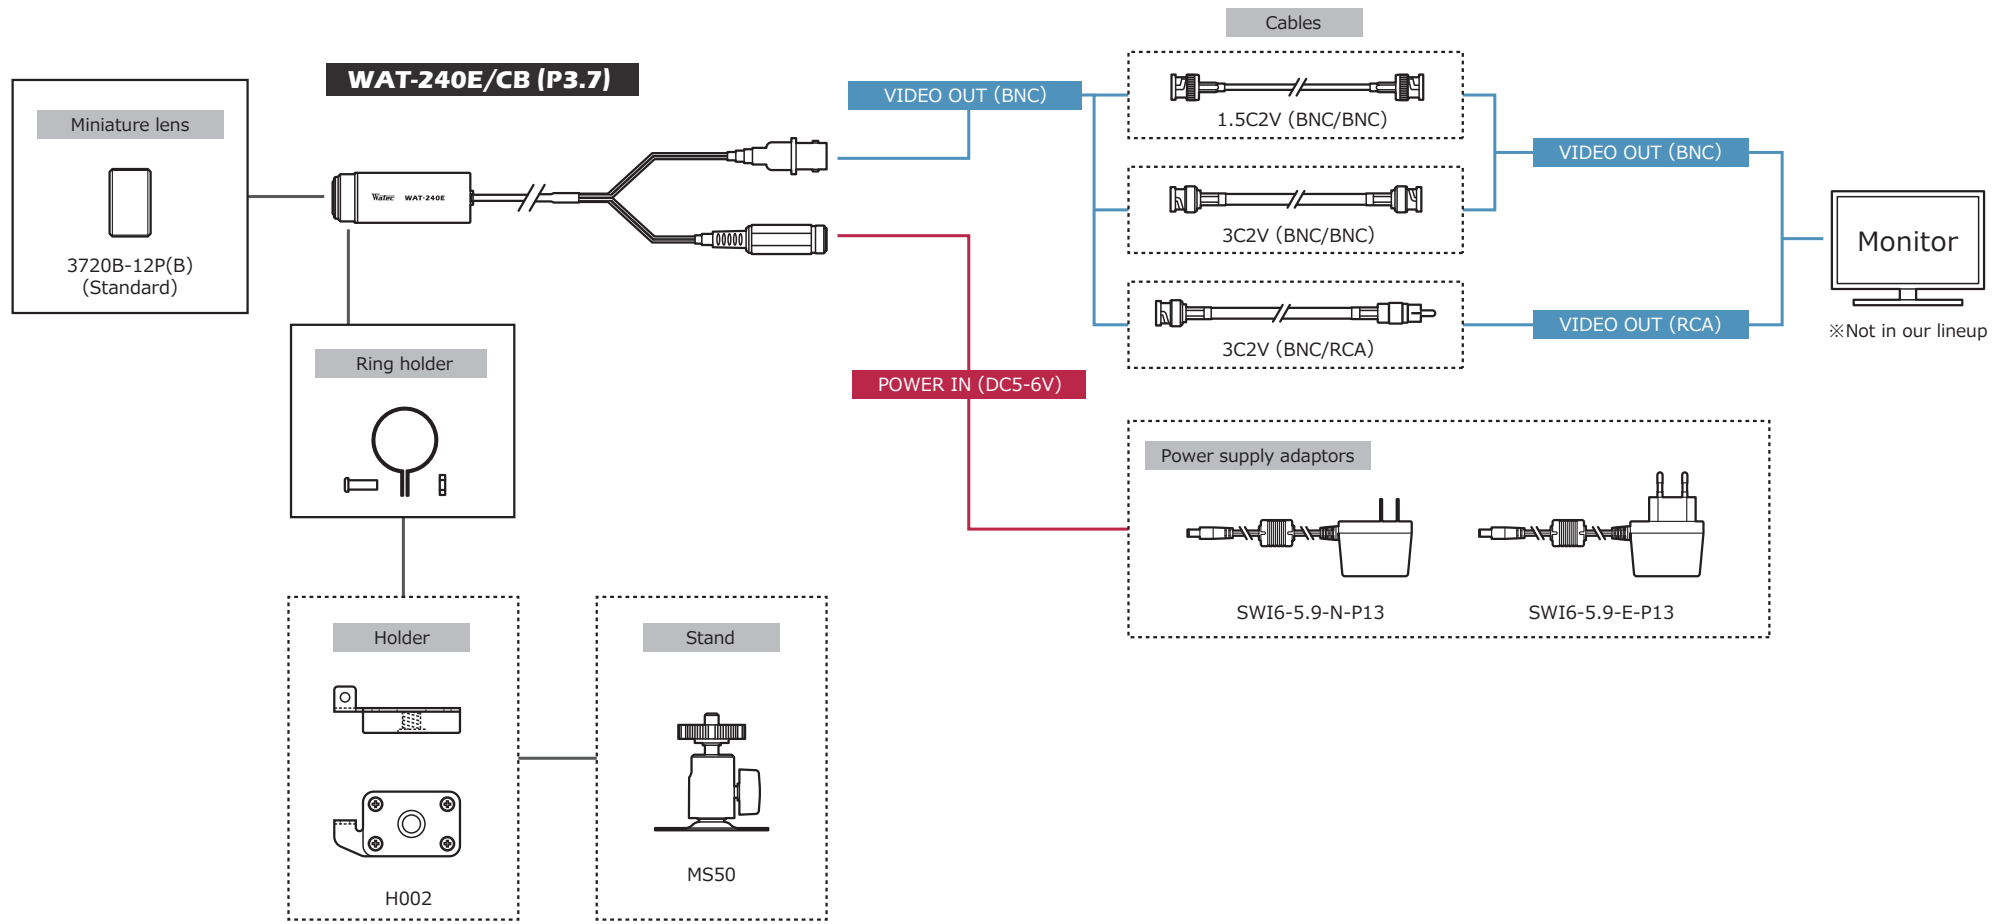 Cables
WAT-240E/CB (P3.7)
Miniature lens
3720B-12P(B)
(Standard)
Watec WAT-240E
VIDEO OUT (BNC)
1.5C2V (BNC/BNC)
3C2V (BNC/BNC)
3C2V (BNC/RCA)
VIDEO OUT (BNC)
VIDEO OUT (RCA)
Monitor
※Not in our lineup
Ring holder
POWER IN (DC5-6V)
Power supply adaptors
SWI6-5.9-N-P13
SWI6-5.9-E-P13
Holder
H002
Stand
MS50